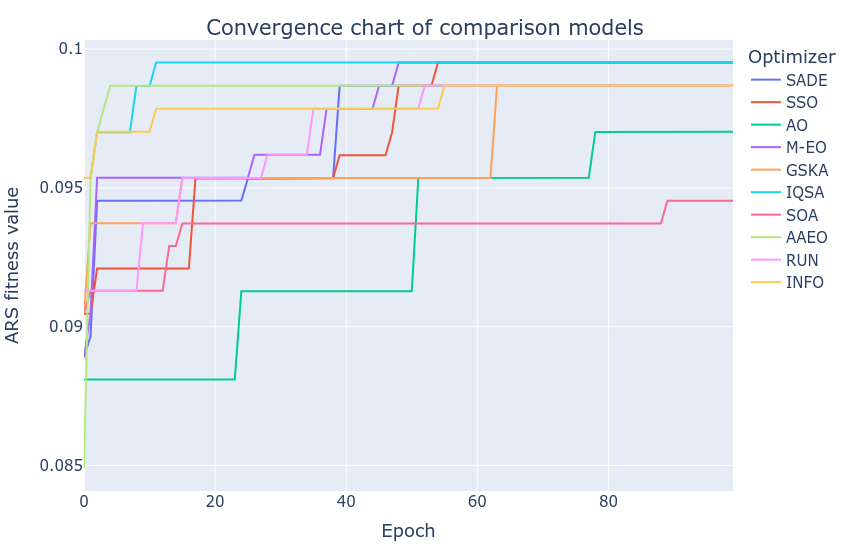 Convergence chart of comparison models
ARS fitness value
0.1
0.095
0.09
0.085
0
20
40
60
80
Epoch
Optimizer
SADE
SSO
AO
M-EO
GSKA
IQSA
SOA
AAEO
RUN
INFO